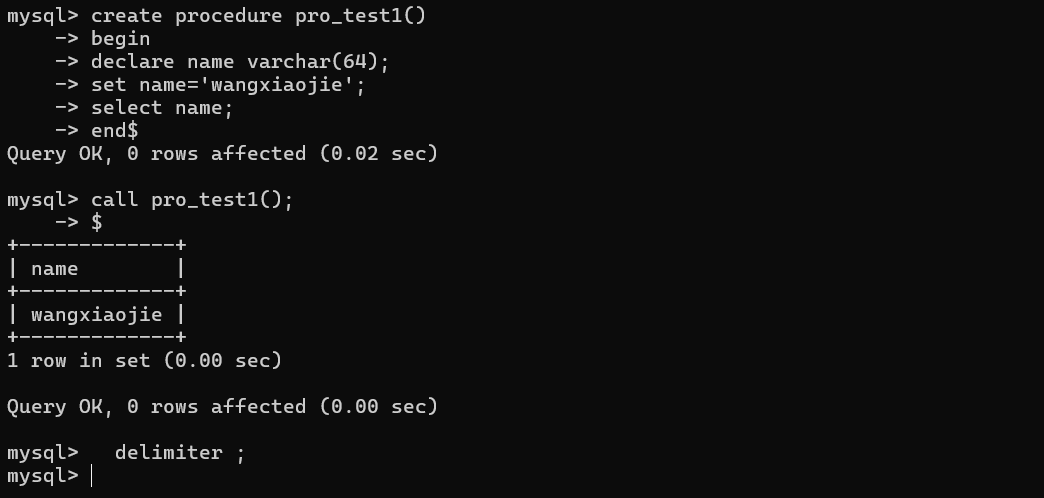 mysql> create procedure pro_test1()
    -> begin
    -> declare name varchar(64);
    -> set name='wangxiaojie';
    -> select name;
    -> end$
Query OK, 0 rows affected (0.02 sec)

mysql> call pro_test1();
    -> $
+-------------+
| name        |
+-------------+
| wangxiaojie |
+-------------+
1 row in set (0.00 sec)

Query OK, 0 rows affected (0.00 sec)

mysql>   delimiter ;
mysql>